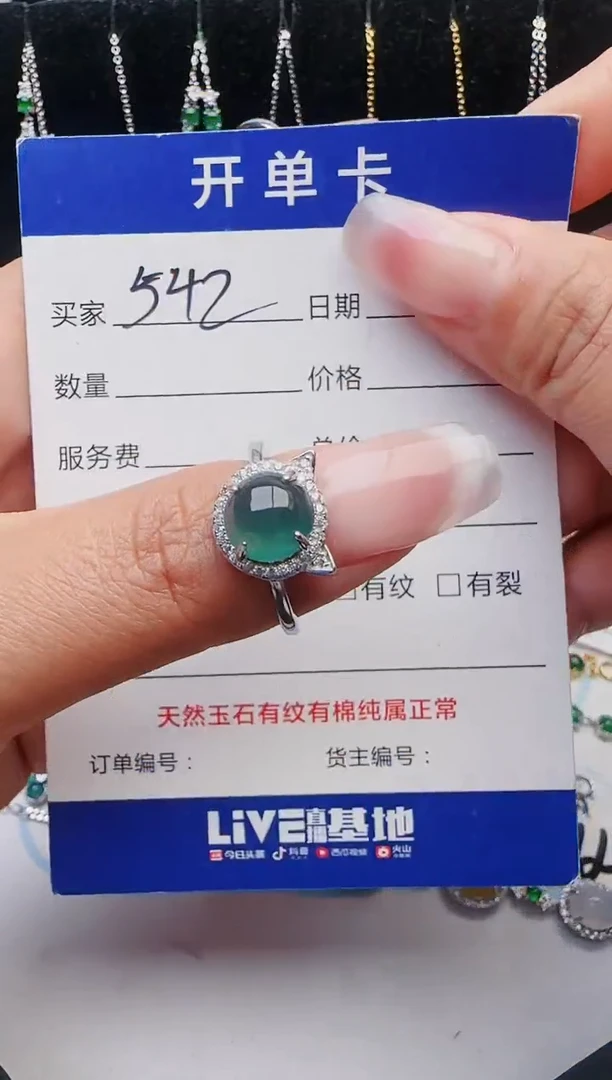 开单卡
买家 542 日期
数量 价格
服务费
有纹 □有裂
天然玉石有纹有棉纯属正常
订单编号： 货主编号：
LiVE直播基地
今日头条 抖音 西瓜视频 火山